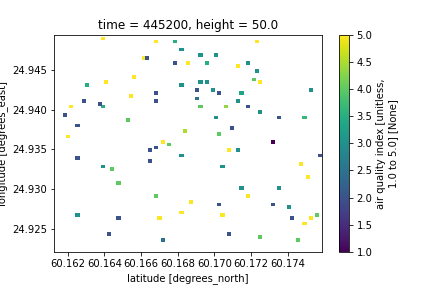 time = 445200, height = 50.0
24.945
24.940
24.935
24.930
24.925
60.162 60.164 60.166 60.168 60.170 60.172 60.174
latitude [degrees_north]
longitude [degrees_east]
5.0
4.5
4.0
3.5
3.0
2.5
2.0
1.5
1.0
air quality index [unitless,
1.0 to 5.0] [None]